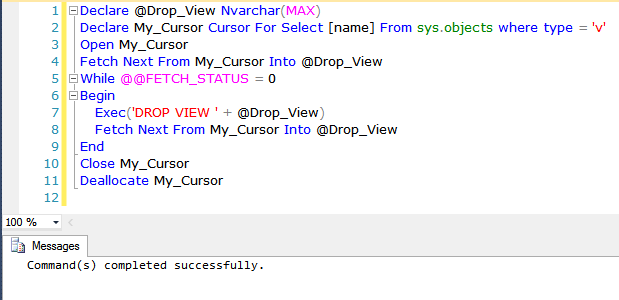 1 Declare @Drop_View Nvarchar(MAX)
2 Declare My_Cursor Cursor For Select [name] From sys.objects where type = 'v'
3 Open My_Cursor
4 Fetch Next From My_Cursor Into @Drop_View
5 While @@FETCH_STATUS = 0
6 Begin
7 Exec('DROP VIEW ' + @Drop_View)
8 Fetch Next From My_Cursor Into @Drop_View
9 End
10 Close My_Cursor
11 Deallocate My_Cursor
12
100 %
Messages
Command(s) completed successfully.